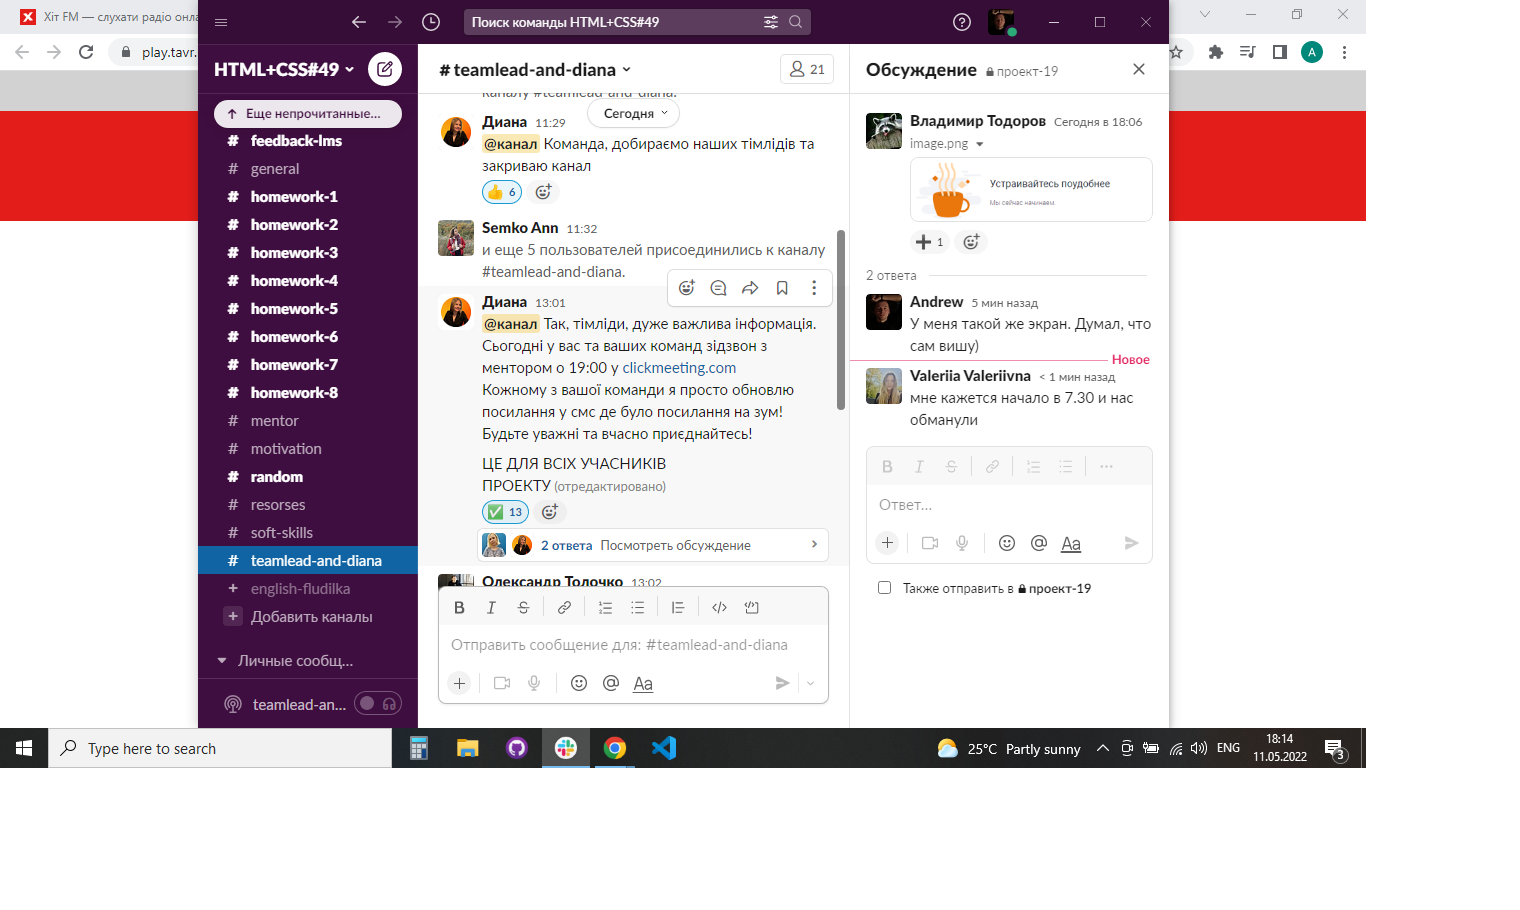 Хіт FM — слухати радіо онла
play.tavr.
Поиск команды HTML+CSS#49
HTML+CSS#49
Еще непрочитанные...
# feedback-lms
# general
# homework-1
# homework-2
# homework-3
# homework-4
# homework-5
# homework-6
# homework-7
# homework-8
# mentor
# motivation
# random
# resorses
# soft-skills
# teamlead-and-diana
+ english-fludilka
+ Добавить каналы
Личные сообщ...
teamlead-an...
# teamlead-and-diana
21
каналу #teamlead-and-diana.
Сегодня
Диана 11:29
@канал Команда, добираємо наших тімлідів та
закриваю канал
6
Semko Ann 11:32
и еще 5 пользователей присоединились к каналу
#teamlead-and-diana.
Диана 13:01
@канал Так, тімліди, дуже важлива інформація.
Сьогодні у вас та ваших команд зідзвон з
ментором о 19:00 у clickmeeting.com
Кожному з вашої команди я просто обновлю
посилання у смс де було посилання на зум!
Будьте уважні та вчасно приєднайтесь!
ЦЕ ДЛЯ ВСІХ УЧАСНИКІВ
ПРОЕКТУ (отредактировано)
13
2 ответа Посмотреть обсуждение
Олександр Толочко 13:02
Отправить сообщение для: #teamlead-and-diana
Aa
Обсуждение проект-19
Владимир Тодоров Сегодня в 18:06
image.png
Устраивайтесь поудобнее
Мы сейчас начинаем.
1
2 ответа
Andrew 5 мин назад
У меня такой же экран. Думал, что
сам вишу)
Новое
Valeriia Valeriivna < 1 мин назад
мне кажется начало в 7.30 и нас
обманули
Ответ...
Aa
Также отправить в проект-19
A
Type here to search
25°C Partly sunny
ENG
18:14
11.05.2022
3